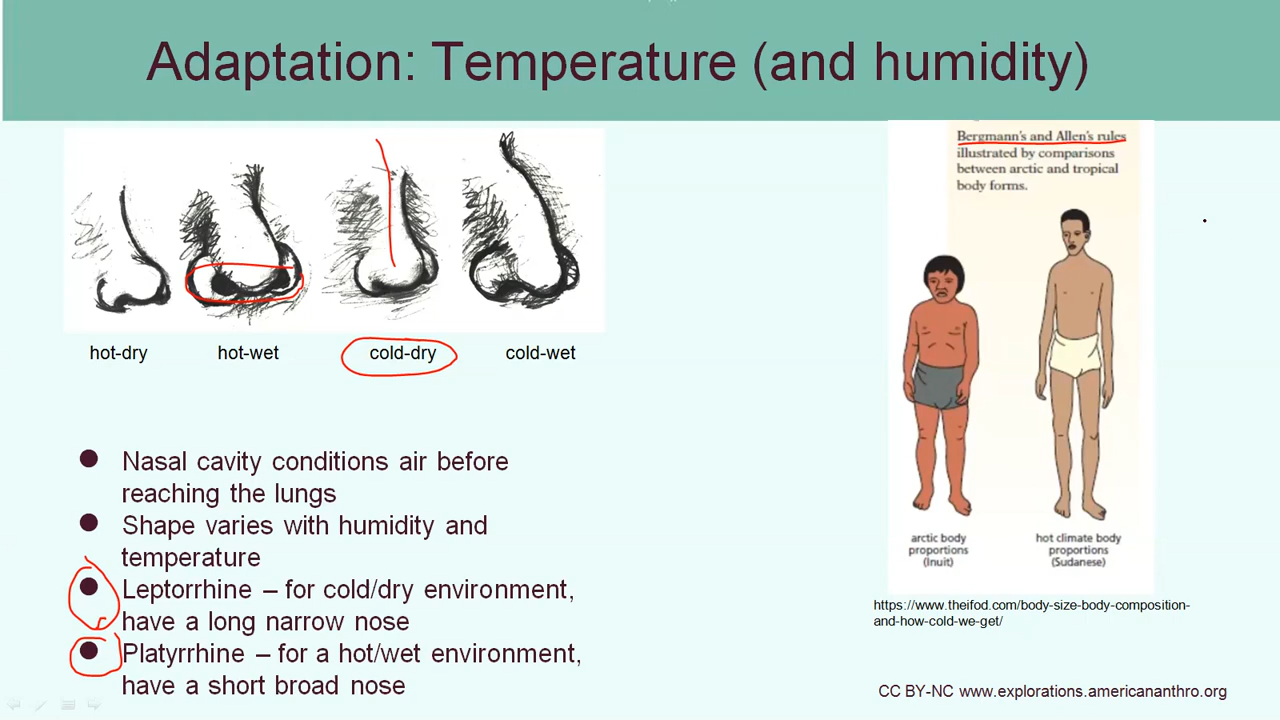 Adaptation: Temperature (and humidity)
hot-dry
hot-wet
cold-dry
cold-wet
● Nasal cavity conditions air before
reaching the lungs
● Shape varies with humidity and
temperature
● Leptorrhine – for cold/dry environment,
have a long narrow nose
● Platyrrhine – for a hot/wet environment,
have a short broad nose
Bergmann's and Allen's rules
illustrated by comparisons
between arctic and tropical
body forms.
arctic body
proportions
(Inuit)
hot climate body
proportions
(Sudanese)
https://www.theifod.com/body-size-body-composition-
and-how-cold-we-get/
CC BY-NC www.explorations.americananthro.org